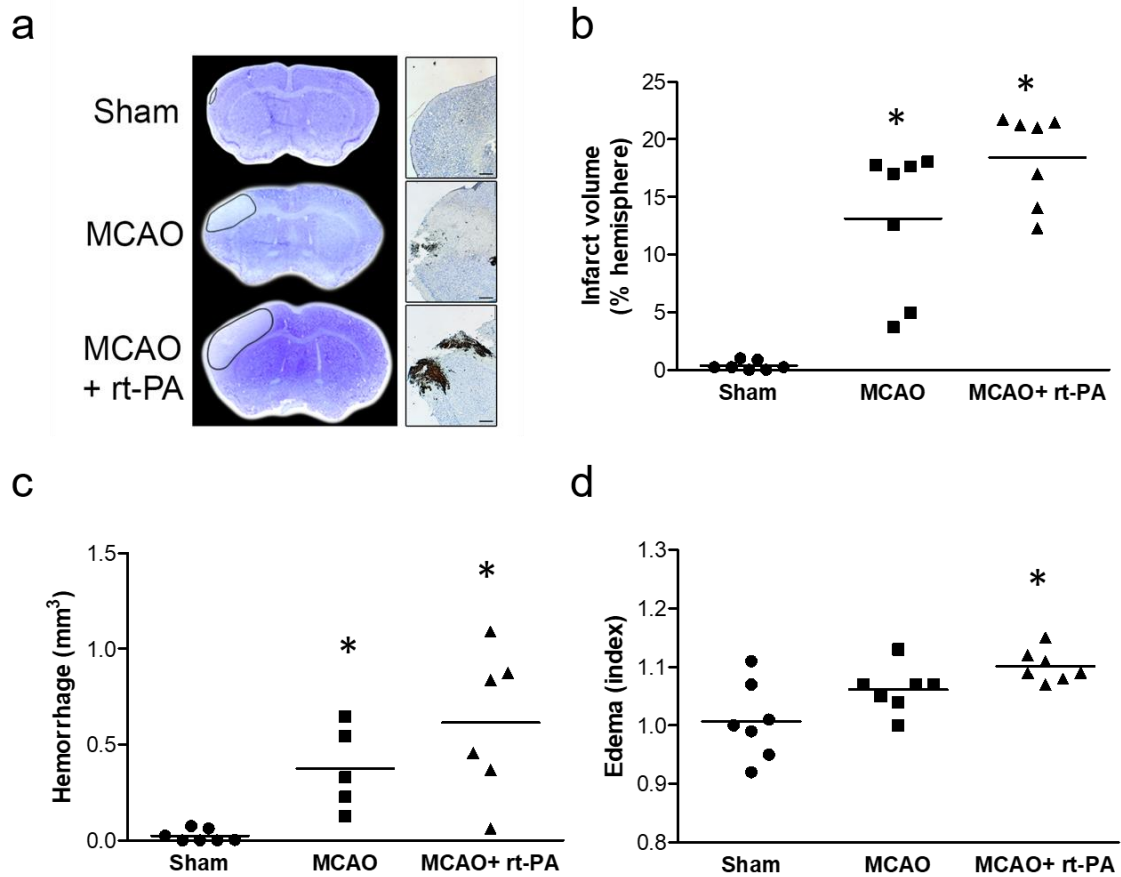 a
Sham
MCAO
MCAO
+ rt-PA
b
Infarct volume
(% hemisphere)
25
20
15
10
5
0
*
*
Sham
MCAO
MCAO+ rt-PA
c
Hemorrhage (mm³)
1.5
1.0
0.5
0.0
*
*
Sham
MCAO
MCAO+ rt-PA
d
Edema (index)
1.3
1.2
1.1
1.0
0.9
0.8
*
Sham
MCAO
MCAO+ rt-PA